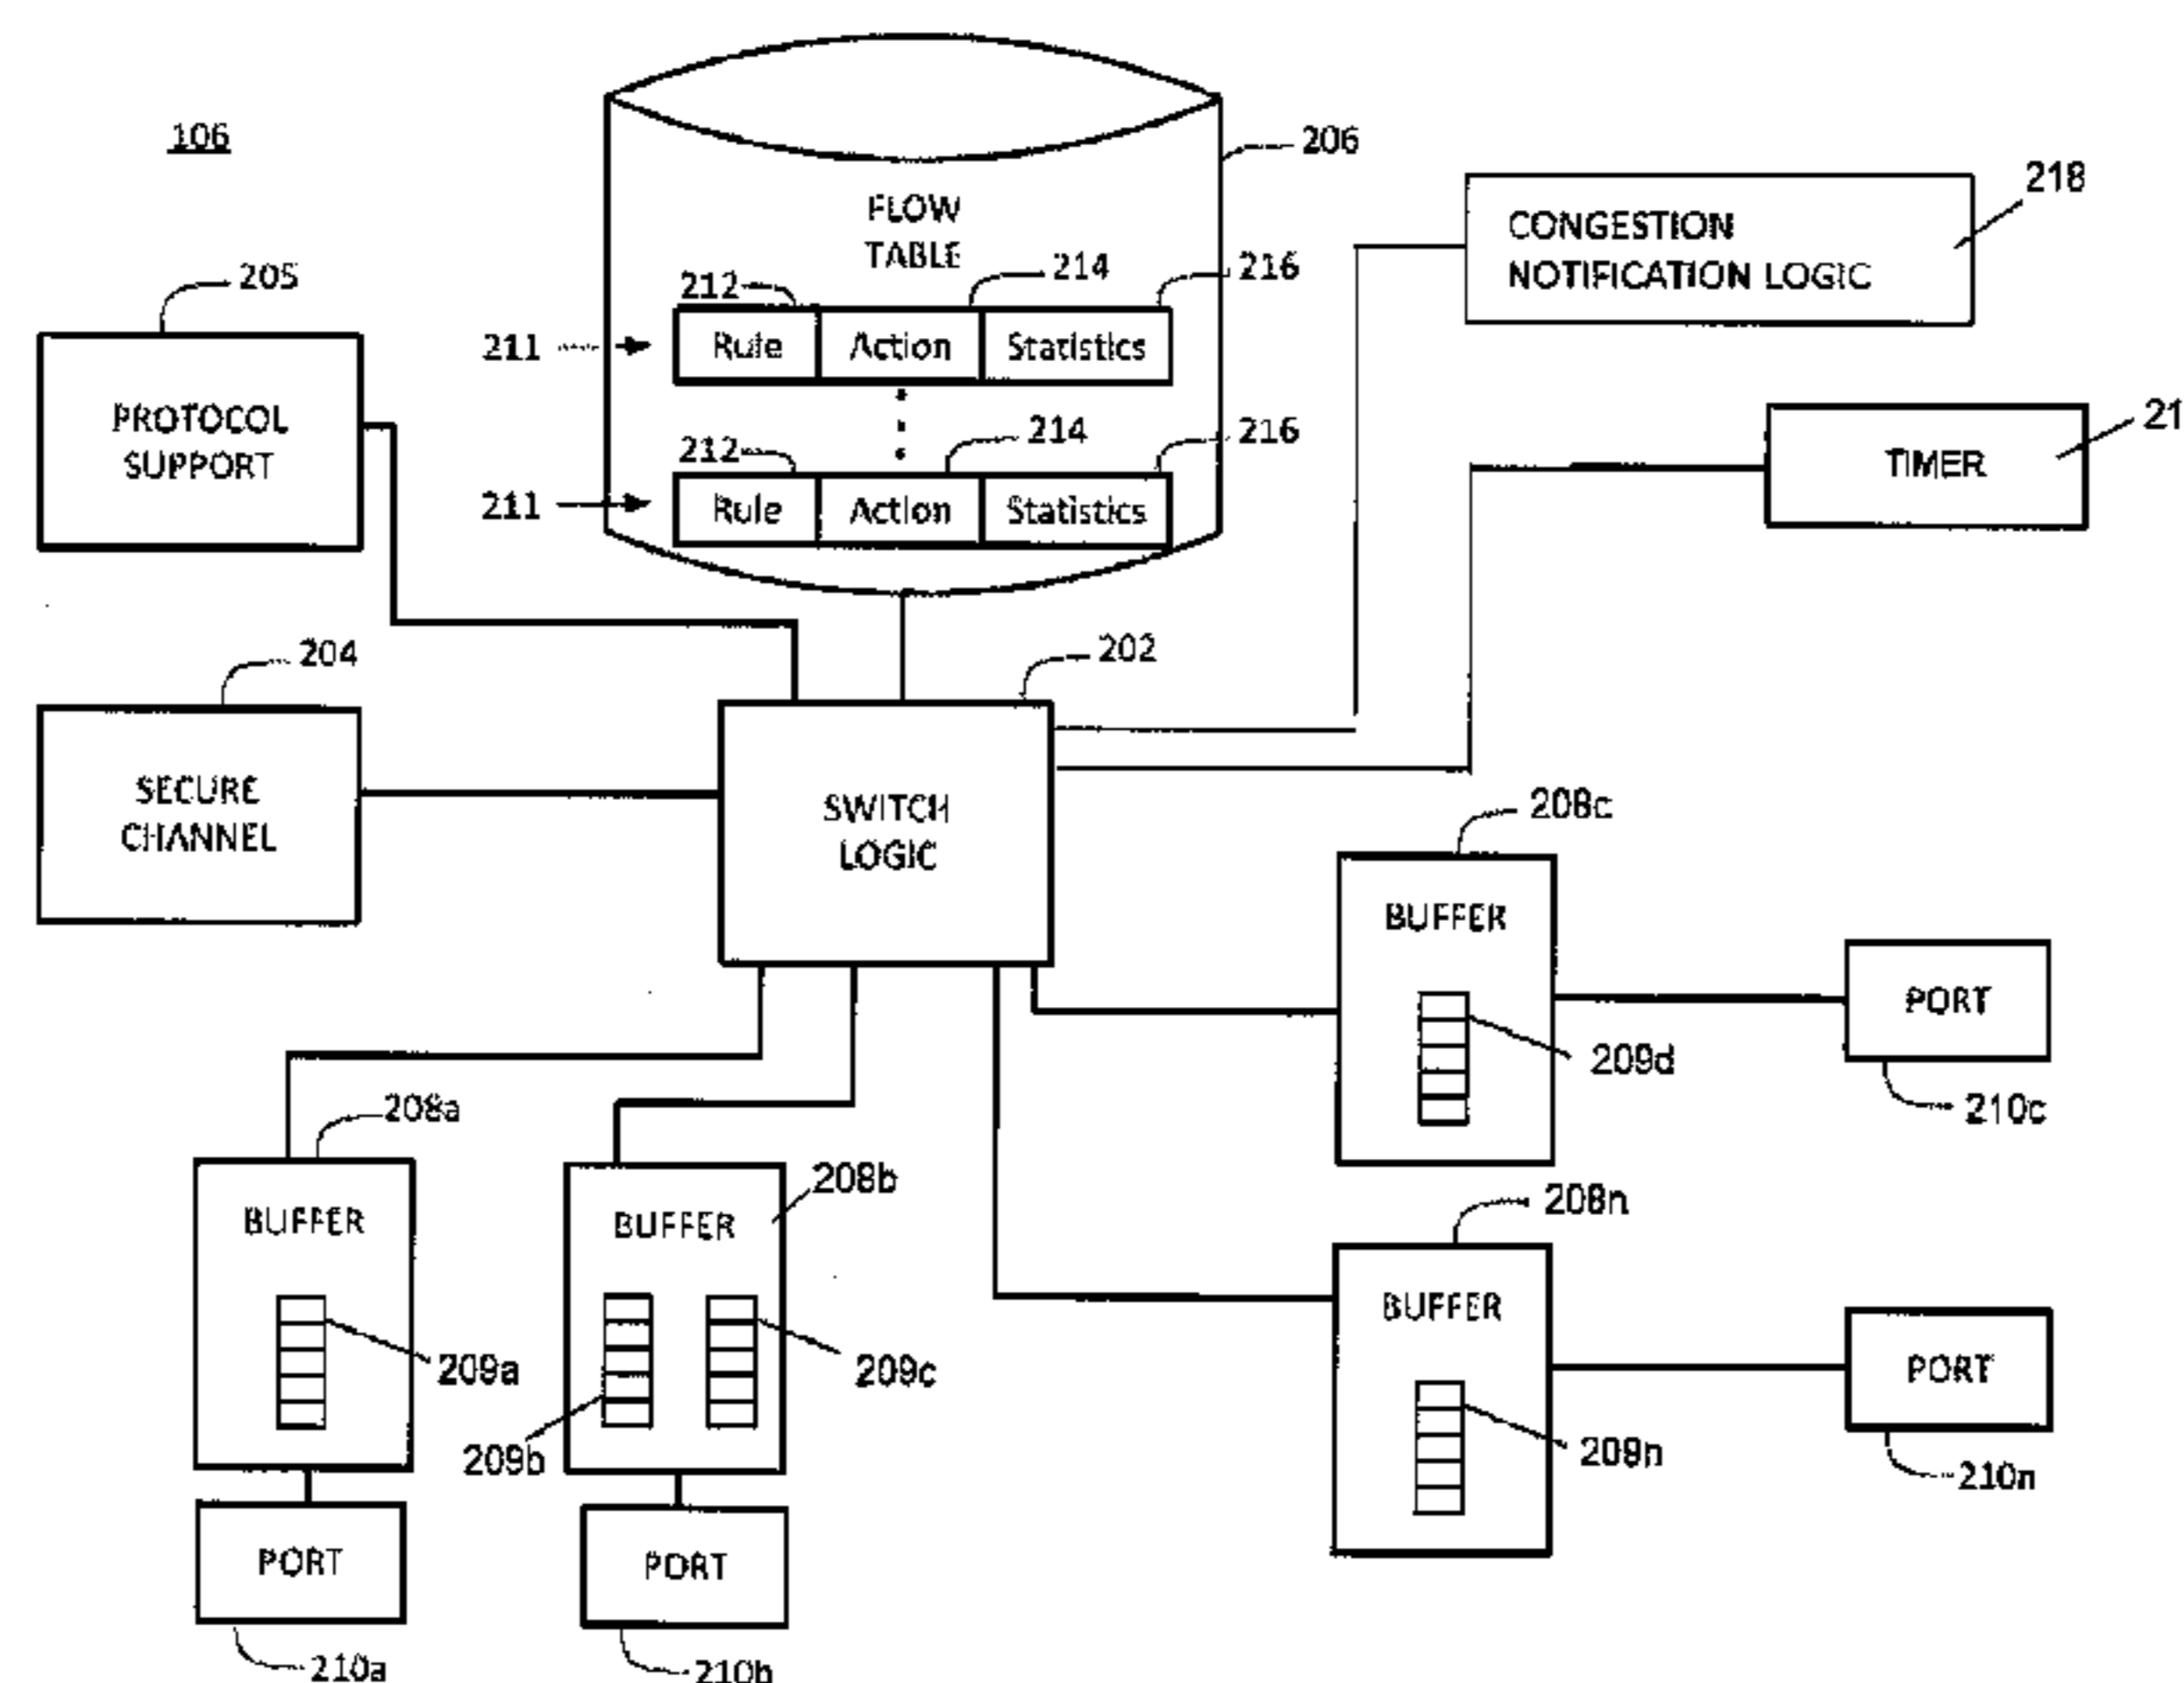 106
206
FLOW
TABLE
218
CONGESTION
NOTIFICATION LOGIC
205
212
214
216
211
Rule
Action
Statistics
PROTOCOL
SUPPORT
21
TIMER
212
214
216
211
Rule
Action
Statistics
204
202
SECURE
CHANNEL
SWITCH
LOGIC
208c
BUFFER
PORT
209d
210c
208a
208b
208n
BUFFER
BUFFER
BUFFER
209a
209c
PORT
209b
209n
210n
PORT
PORT
210a
210b